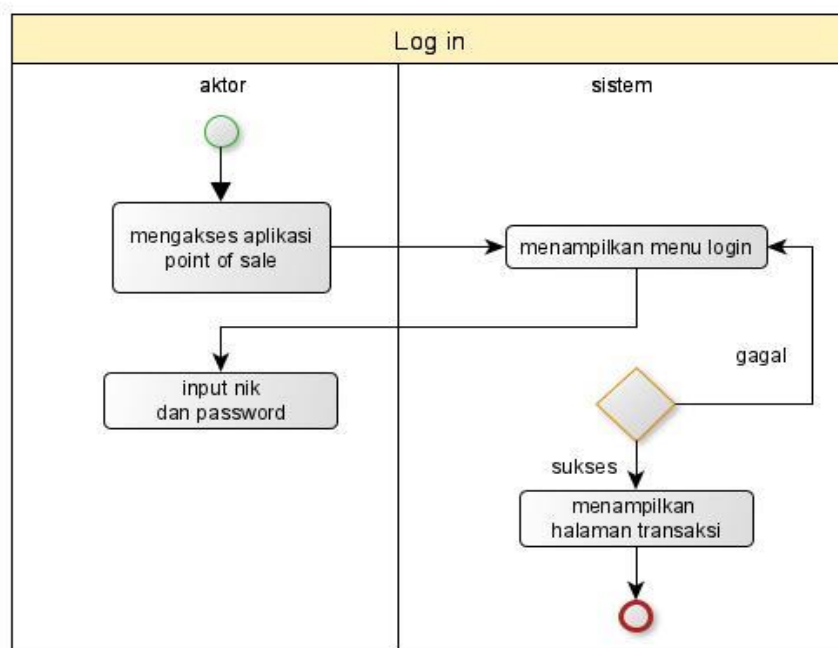 Log in
aktor
sistem
mengakses aplikasi
point of sale
menampilkan menu login
input nik
dan password
gagal
sukses
menampilkan
halaman transaksi